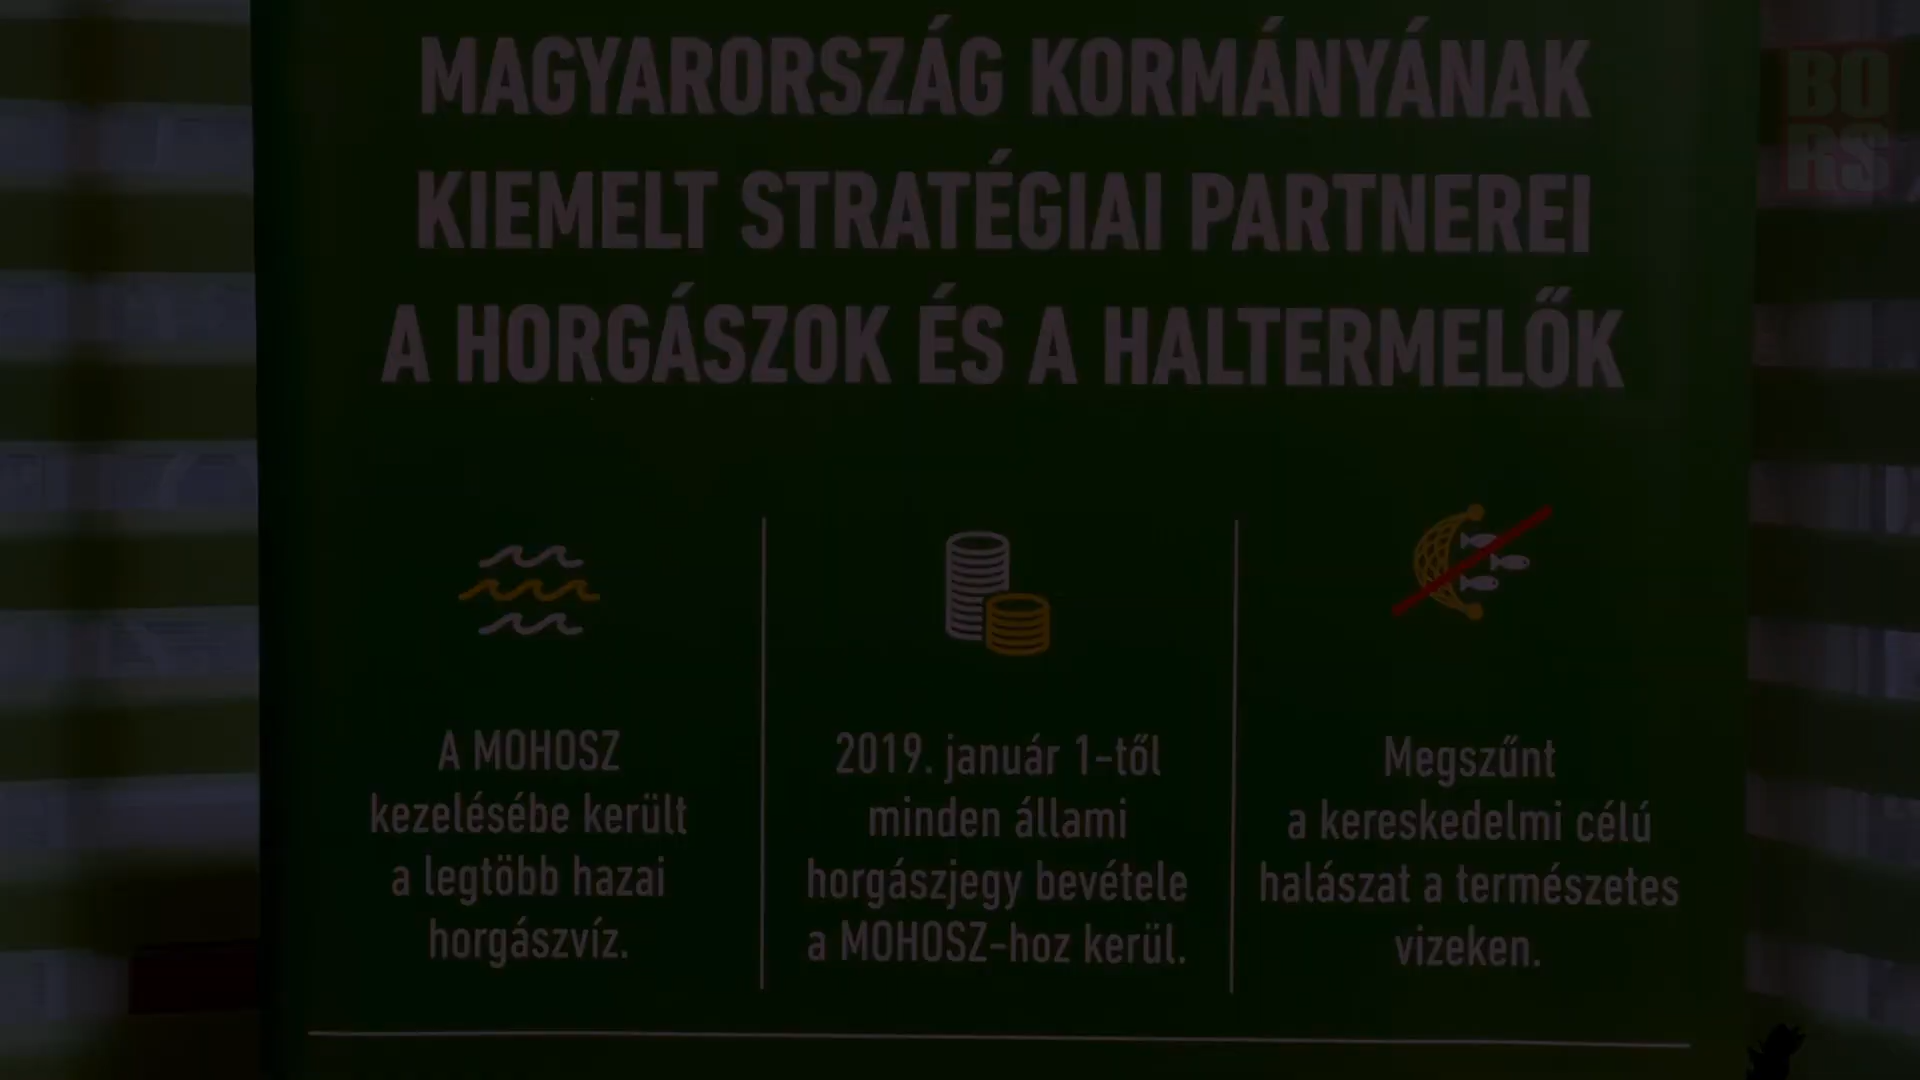 MAGYARORSZÁG KORMÁNYÁNAK
KIEMELT STRATÉGIAI PARTNEREI
A HORGÁSZOK ÉS A HALTERMELŐK
A MOHOSZ
kezelésébe került
a legtöbb hazai
horgászvíz.
2019. január 1-től
minden állami
horgászjegy bevétele
a MOHOSZ-hoz kerül.
Megszűnt
a kereskedelmi célú
halászat a természetes
vizeken.
BO
RS